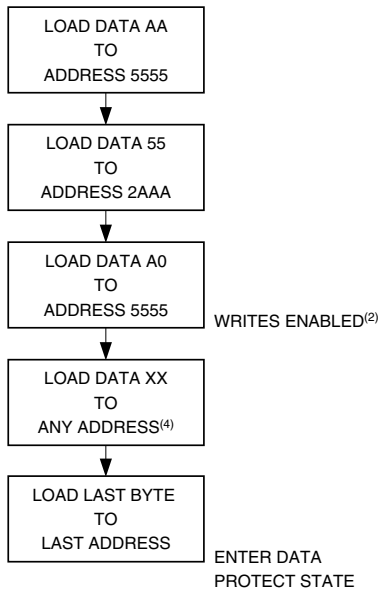 LOAD DATA AA
TO
ADDRESS 5555
LOAD DATA 55
TO
ADDRESS 2AAA
LOAD DATA A0
TO
ADDRESS 5555
WRITES ENABLED(2)
LOAD DATA XX
TO
ANY ADDRESS(4)
LOAD LAST BYTE
TO
LAST ADDRESS
ENTER DATA
PROTECT STATE